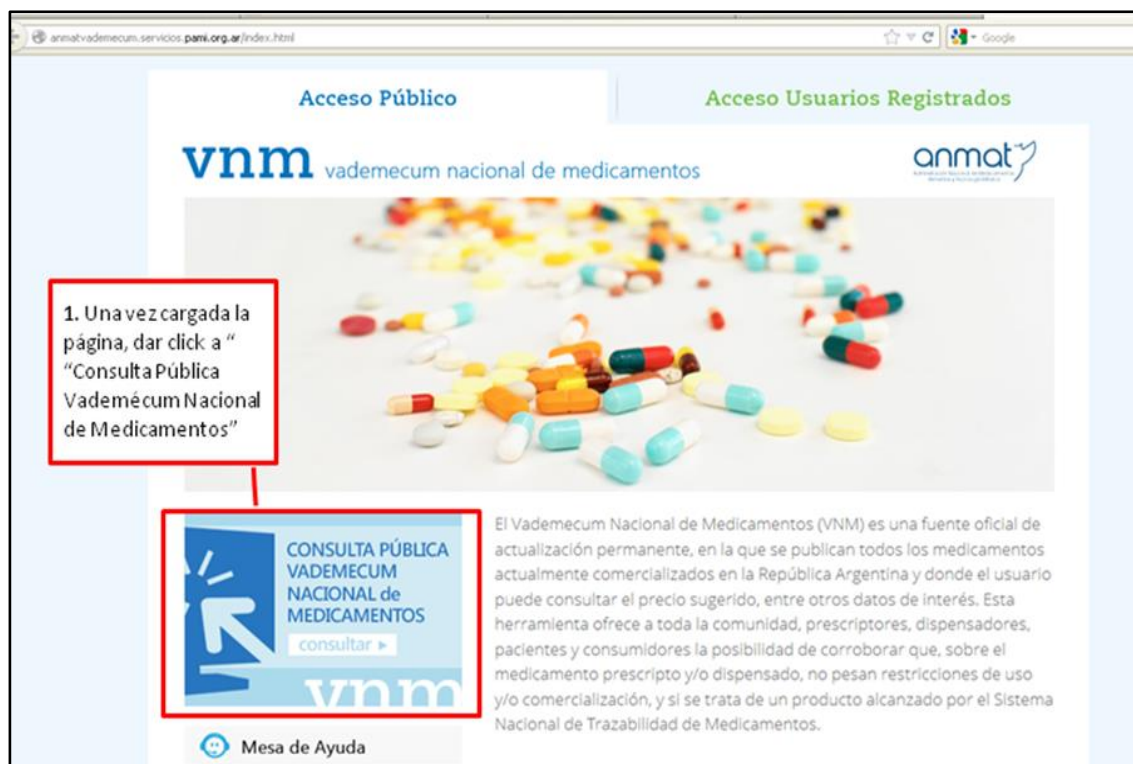 anmatvademecum.servicios.pami.org.ar/index.html
Google
Acceso Público
Acceso Usuarios Registrados
vnm vademecum nacional de medicamentos
anmat
1. Una vez cargada la
página, dar click a “
“Consulta Pública
Vademécum Nacional
de Medicamentos”
CONSULTA PÚBLICA
VADEMECUM
NACIONAL de
MEDICAMENTOS
consultar
vnm
El Vademecum Nacional de Medicamentos (VNM) es una fuente oficial de
actualización permanente, en la que se publican todos los medicamentos
actualmente comercializados en la República Argentina y donde el usuario
puede consultar el precio sugerido, entre otros datos de interés. Esta
herramienta ofrece a toda la comunidad, prescriptores, dispensadores,
pacientes y consumidores la posibilidad de corroborar que, sobre el
medicamento prescripto y/o dispensado, no pesan restricciones de uso
y/o comercialización, y si se trata de un producto alcanzado por el Sistema
Nacional de Trazabilidad de Medicamentos.
Mesa de Ayuda